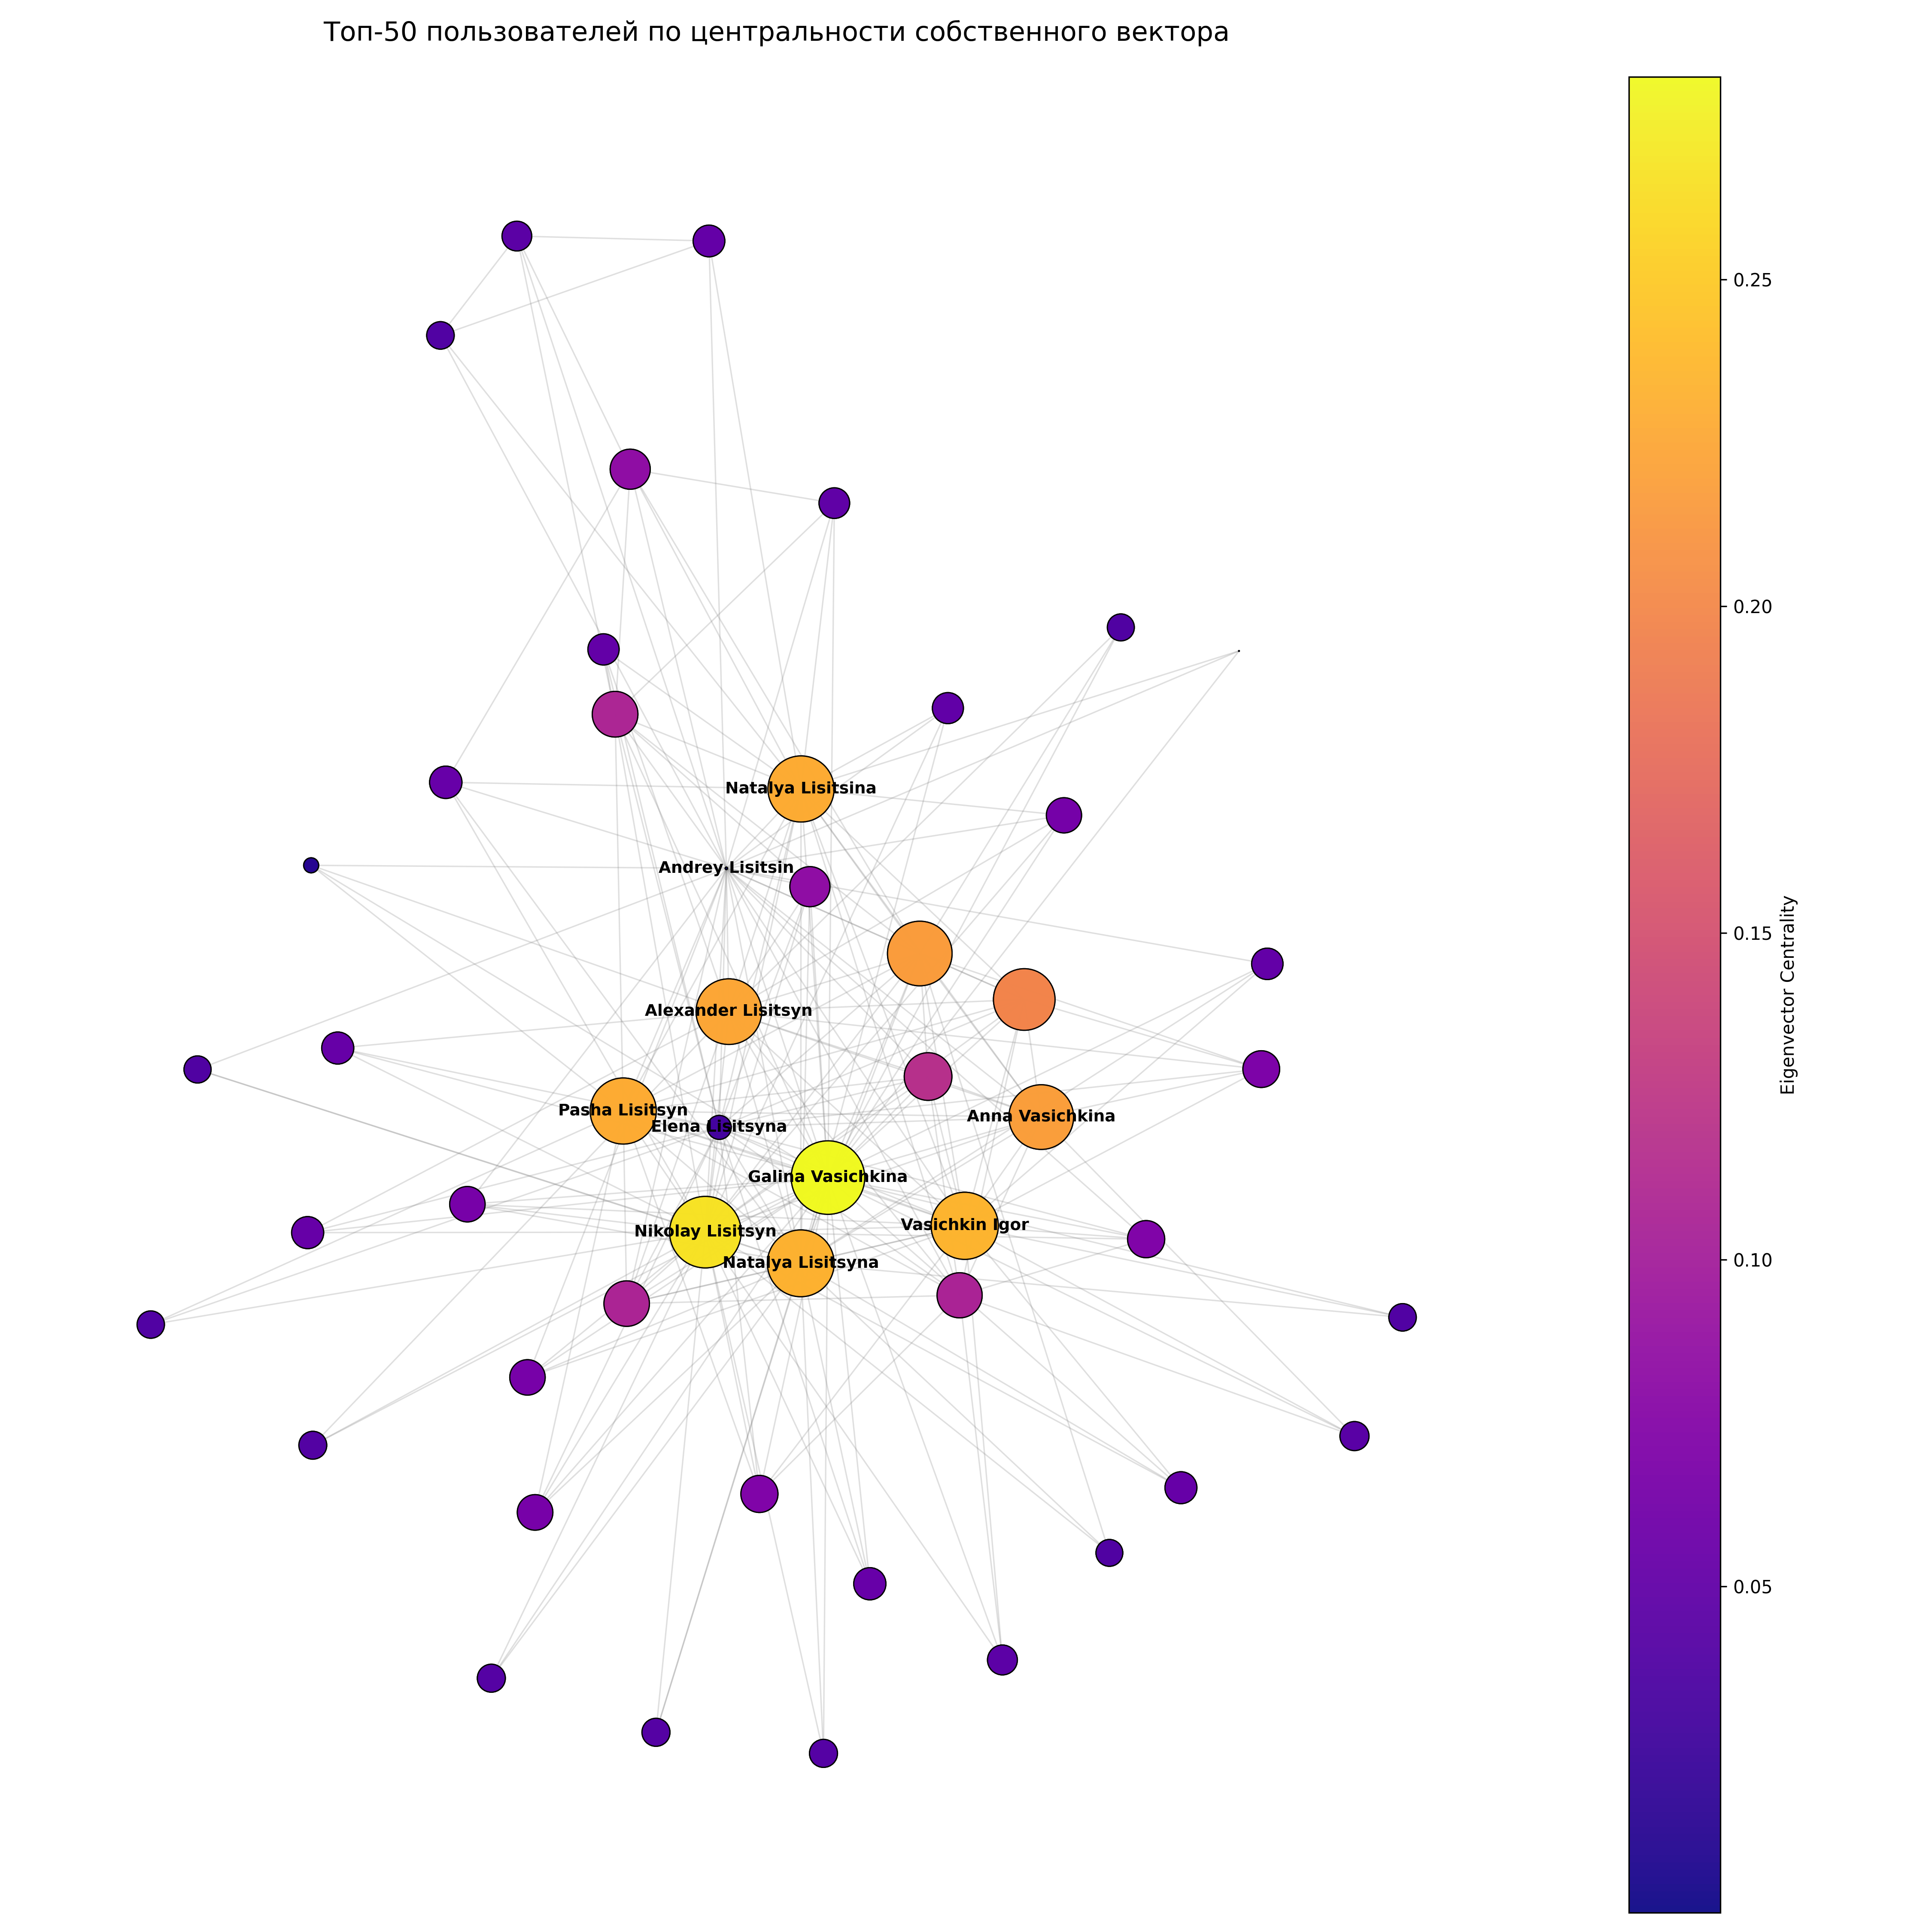 Топ-50 пользователей по центральности собственного вектора
0.25
0.20
Natalya Lisitsina
Andrey Lisitsin
0.15
Eigenvector Centrality
Alexander Lisitsyn
Pasha Lisitsyn
Anna Vasichkina
Elena Lisitsyna
Galina Vasichkina
Vasichkin Igor
Nikolay Lisitsyn
0.10
Natalya Lisitsyna
0.05